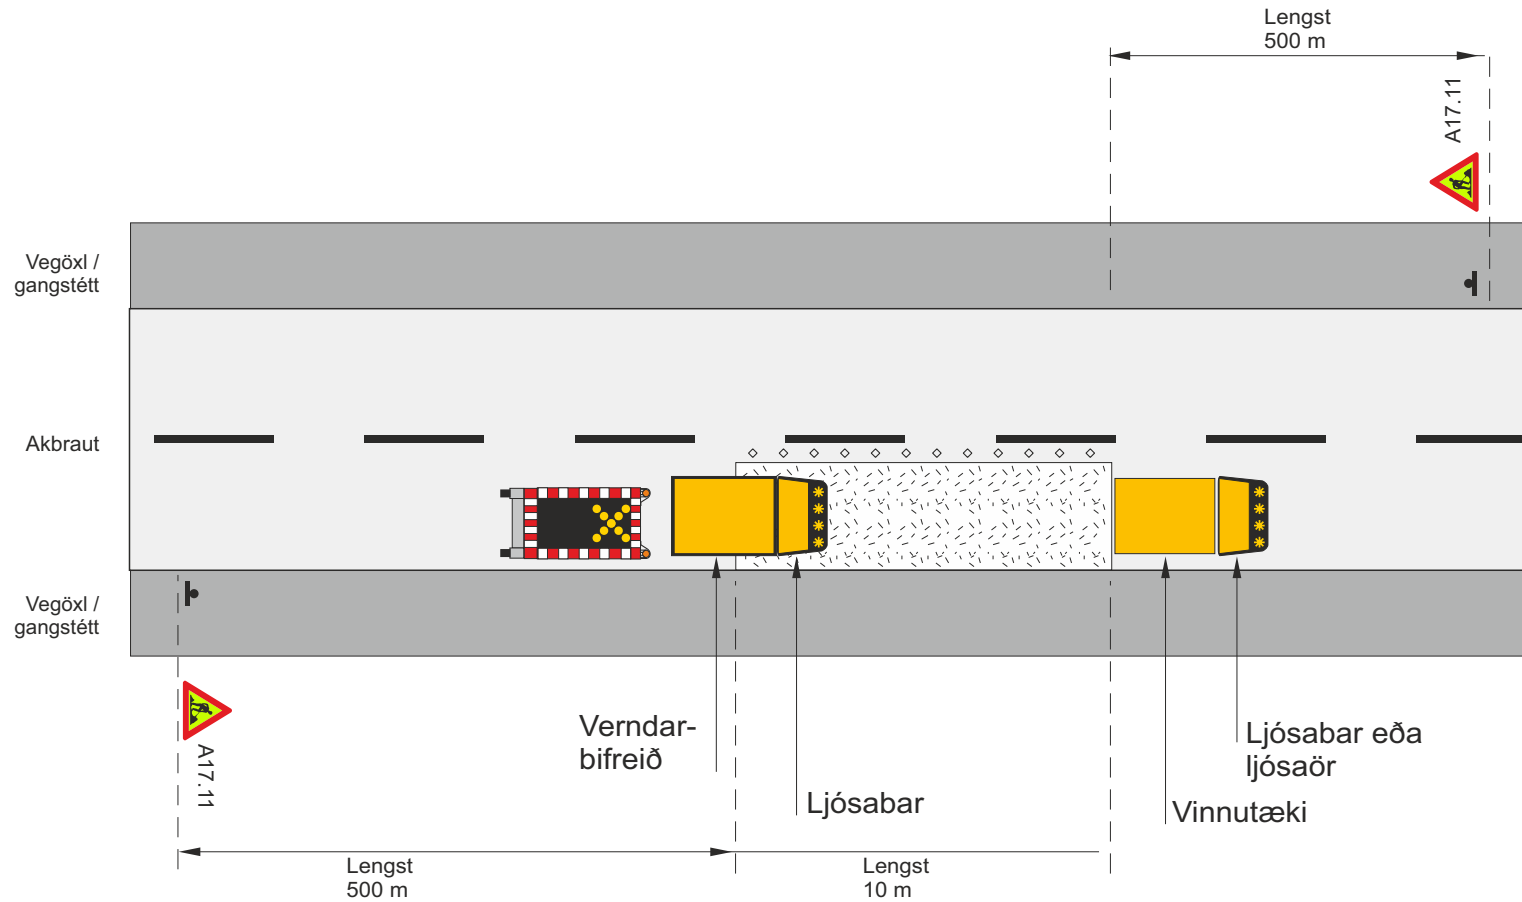 Lengst
500 m
A17.11
Vegöxl /
gangstétt
Akbraut
Vegöxl /
gangstétt
A17.11
Verndar-
bifreið
Ljósabar
Ljósabar eða
ljósaör
Vinnutæki
Lengst
500 m
Lengst
10 m